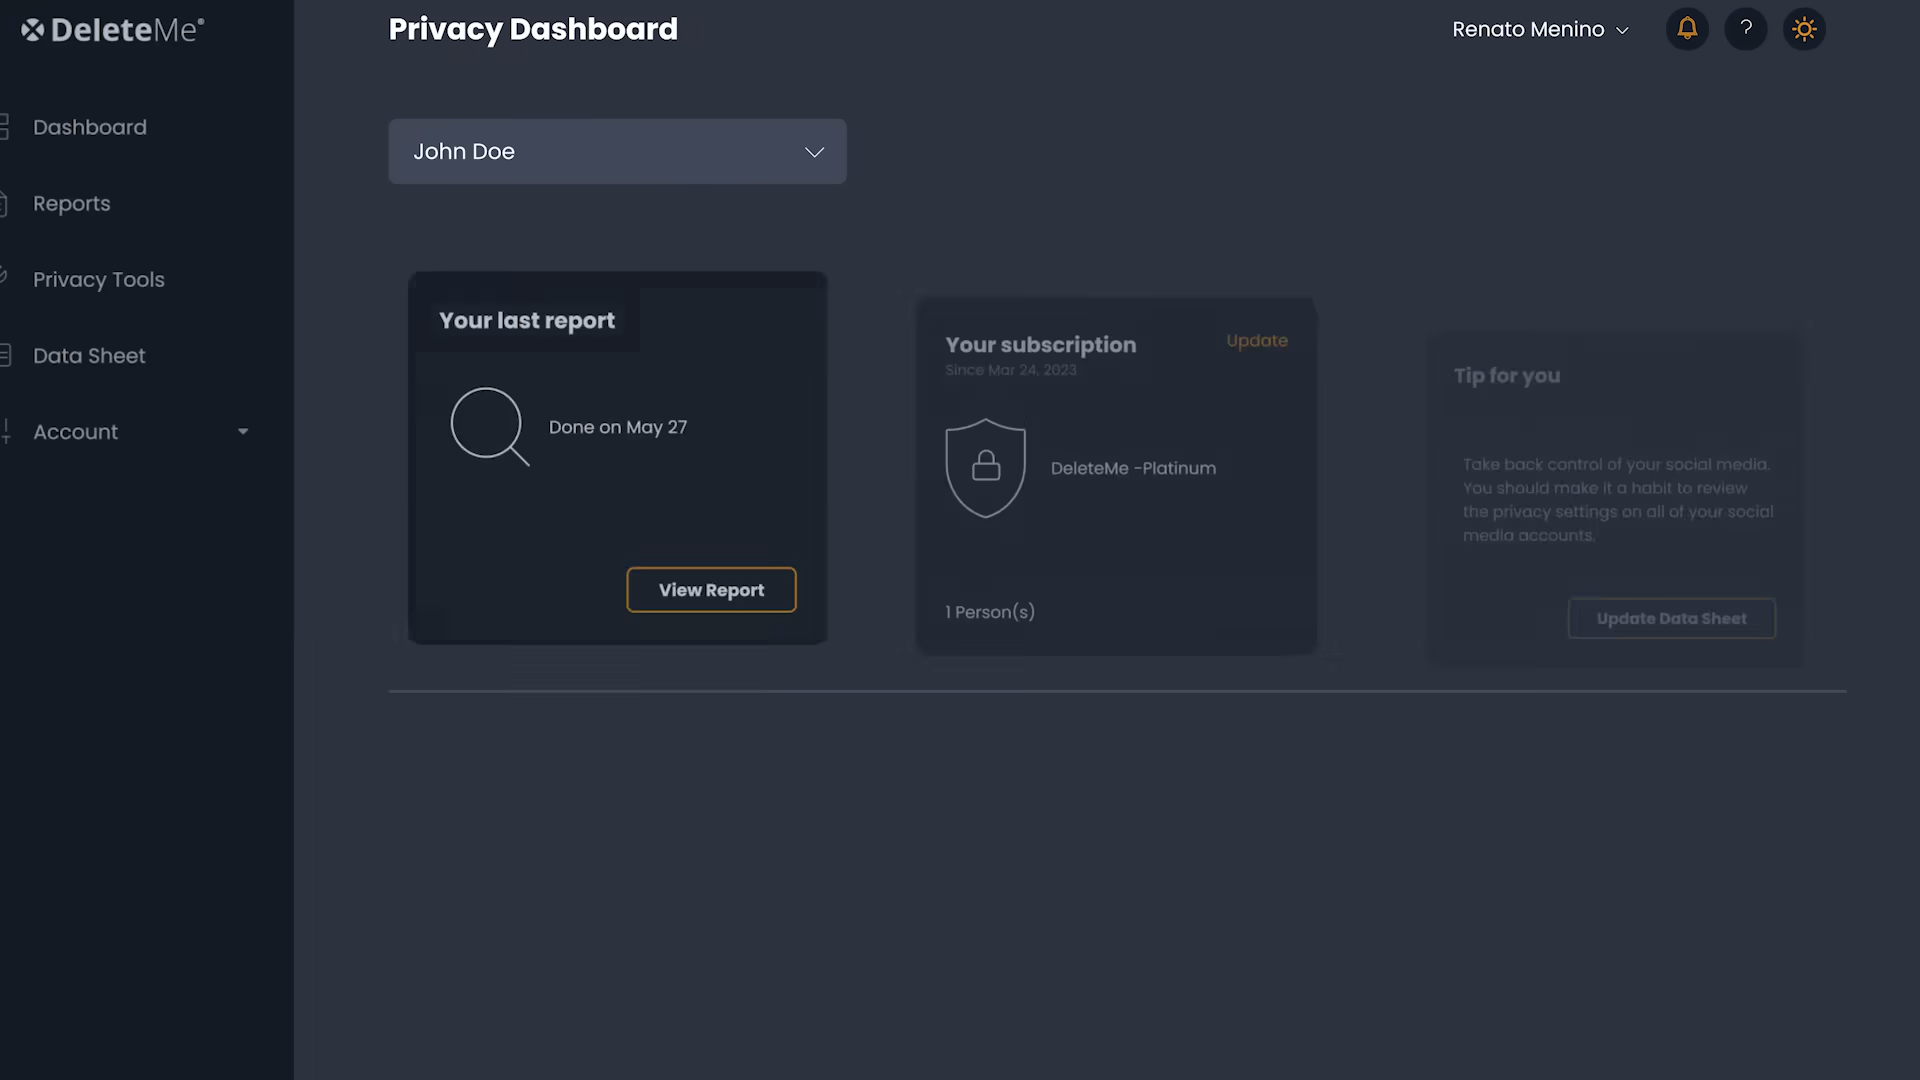 DeleteMe®
Privacy Dashboard
Renato Menino
?
Dashboard
Reports
Privacy Tools
Data Sheet
Account
John Doe
Your last report
Done on May 27
View Report
Your subscription
Update
Since Mar 24, 2023
DeleteMe -Platinum
1 Person(s)
Tip for you
Take back control of your social media.
You should make it a habit to review
the privacy settings on all of your social
media accounts.
Update Data Sheet